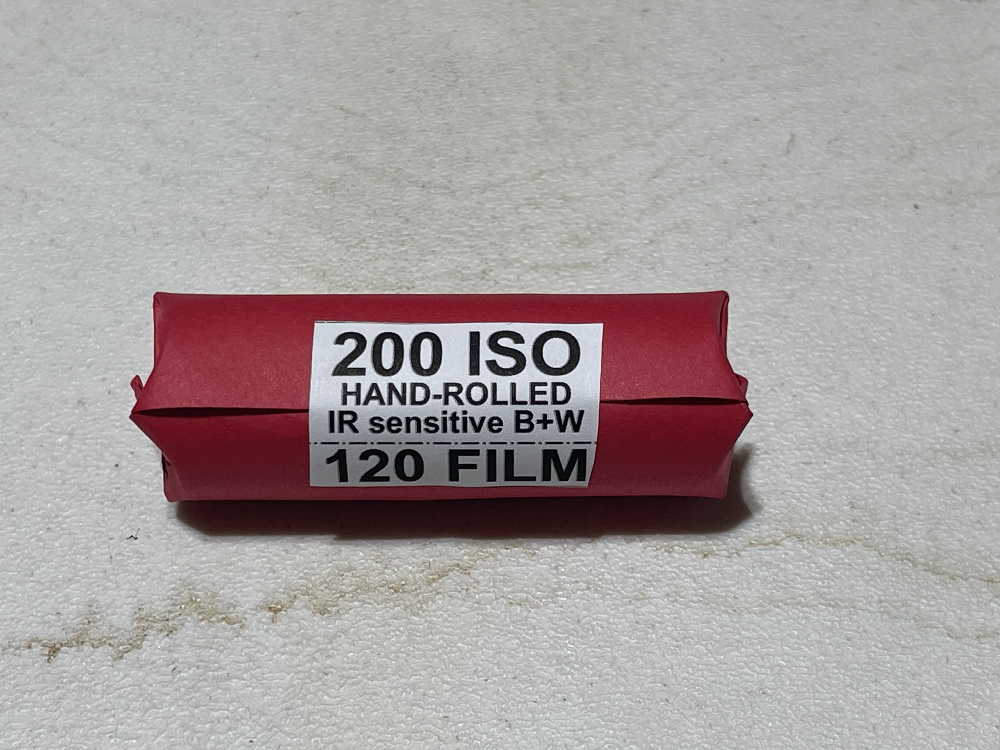 200 ISO
HAND-ROLLED
IR sensitive B+W
120 FILM